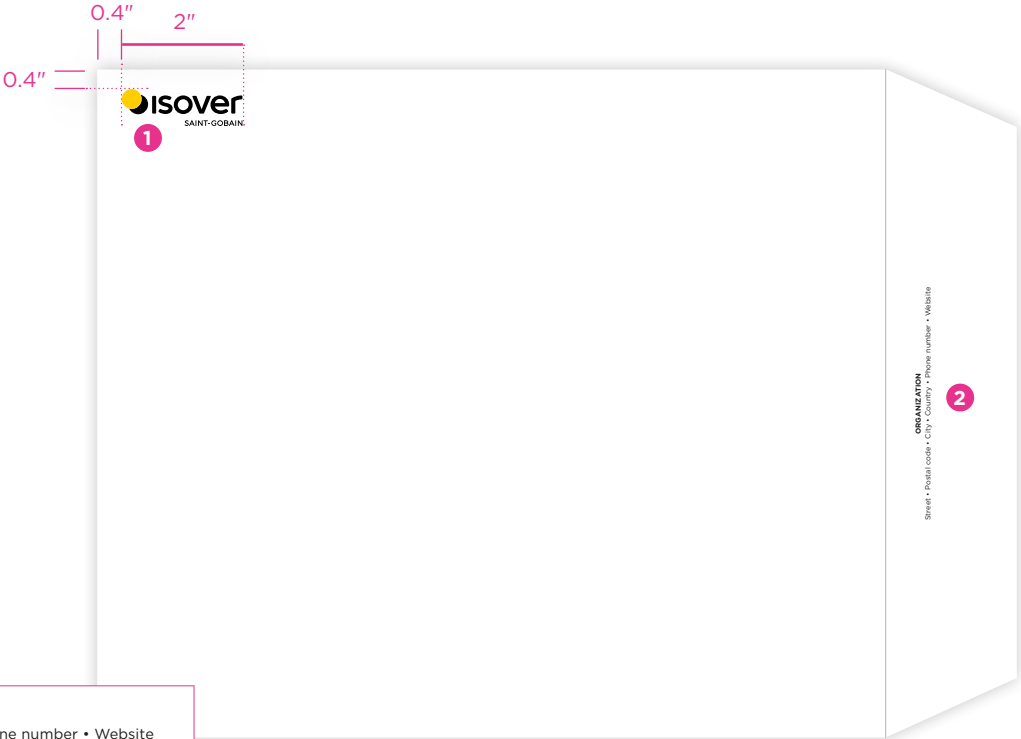 0.4"
2"
0.4"
isover
SAINT-GOBAIN
1
ORGANIZATION
Street • Postal code • City • Country • Phone number • Website
2
number • Website